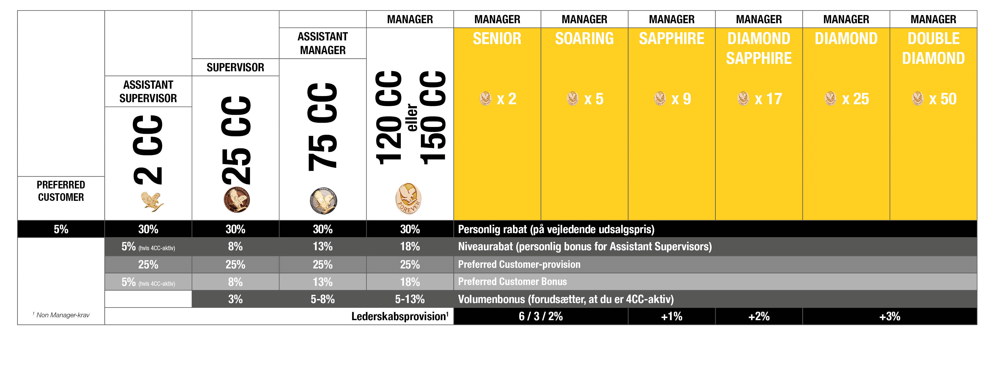 MANAGER MANAGER MANAGER MANAGER MANAGER MANAGER MANAGER
ASSISTANT
MANAGER
SENIOR SOARING SAPPHIRE DIAMOND
SAPPHIRE
DIAMOND DOUBLE
DIAMOND
SUPERVISOR
ASSISTANT
SUPERVISOR
2 CC
25 CC
75 CC
120 CC
eller
150 CC
x 2 x 5 x 9 x 17 x 25 x 50
PREFERRED
CUSTOMER
FOREVER
5% 30% 30% 30% 30% Personlig rabat (på vejledende udsalgspris)
5% (hvis 4CC-aktiv) 8% 13% 18% Niveaurabat (personlig bonus for Assistant Supervisors)
25% 25% 25% 25% Preferred Customer-provision
5% (hvis 4CC-aktiv) 8% 13% 18% Preferred Customer Bonus
3% 5-8% 5-13% Volumenbonus (forudsætter, at du er 4CC-aktiv)
¹ Non Manager-krav Lederskabsprovision¹ 6 / 3 / 2% +1% +2% +3%